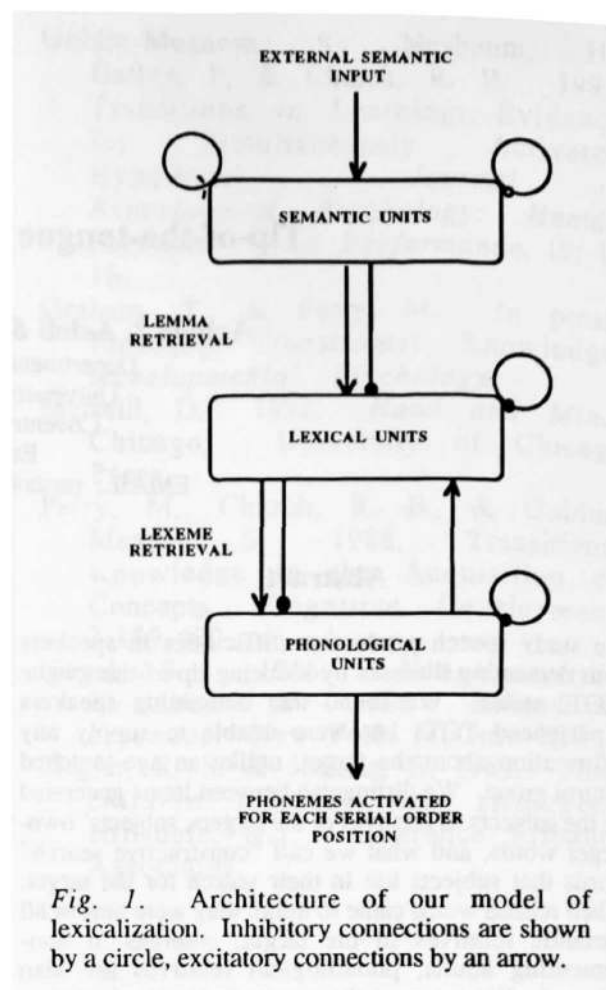 EXTERNAL SEMANTIC
INPUT
SEMANTIC UNITS
LEMMA
RETRIEVAL
LEXICAL UNITS
LEXEME
RETRIEVAL
PHONOLOGICAL
UNITS
PHONEMES ACTIVATED
FOR EACH SERIAL ORDER
POSITION
Fig. 1. Architecture of our model of
lexicalization. Inhibitory connections are shown
by a circle, excitatory connections by an arrow.